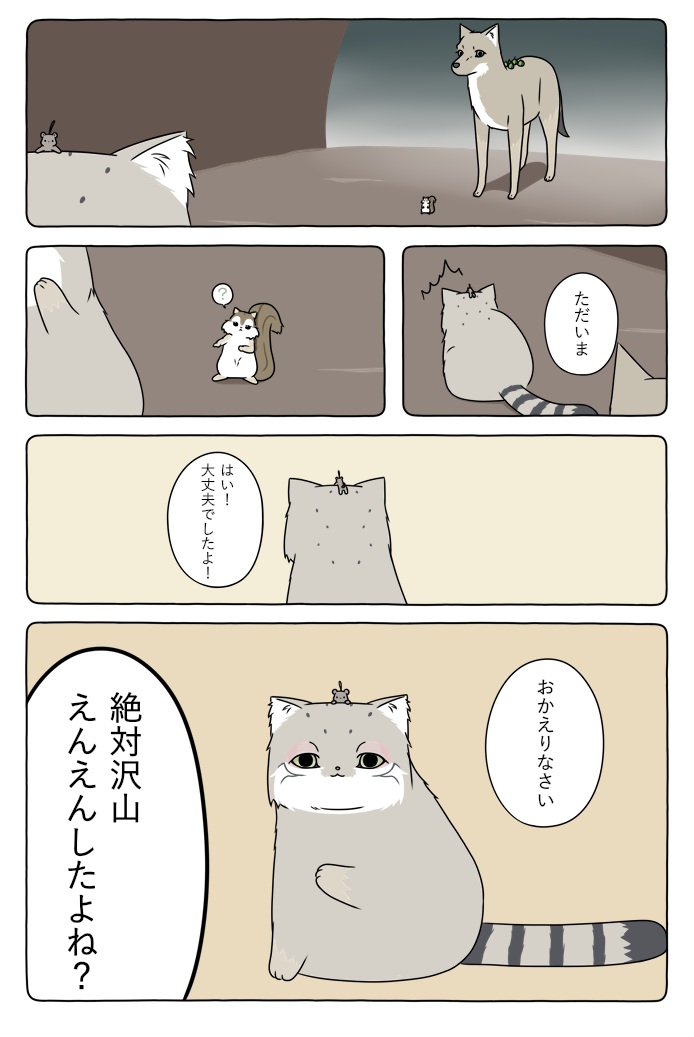 ?
ただいま
はい！
大丈夫でしたよ！
おかえりなさい
絶対沢山
えんえんしたよね？